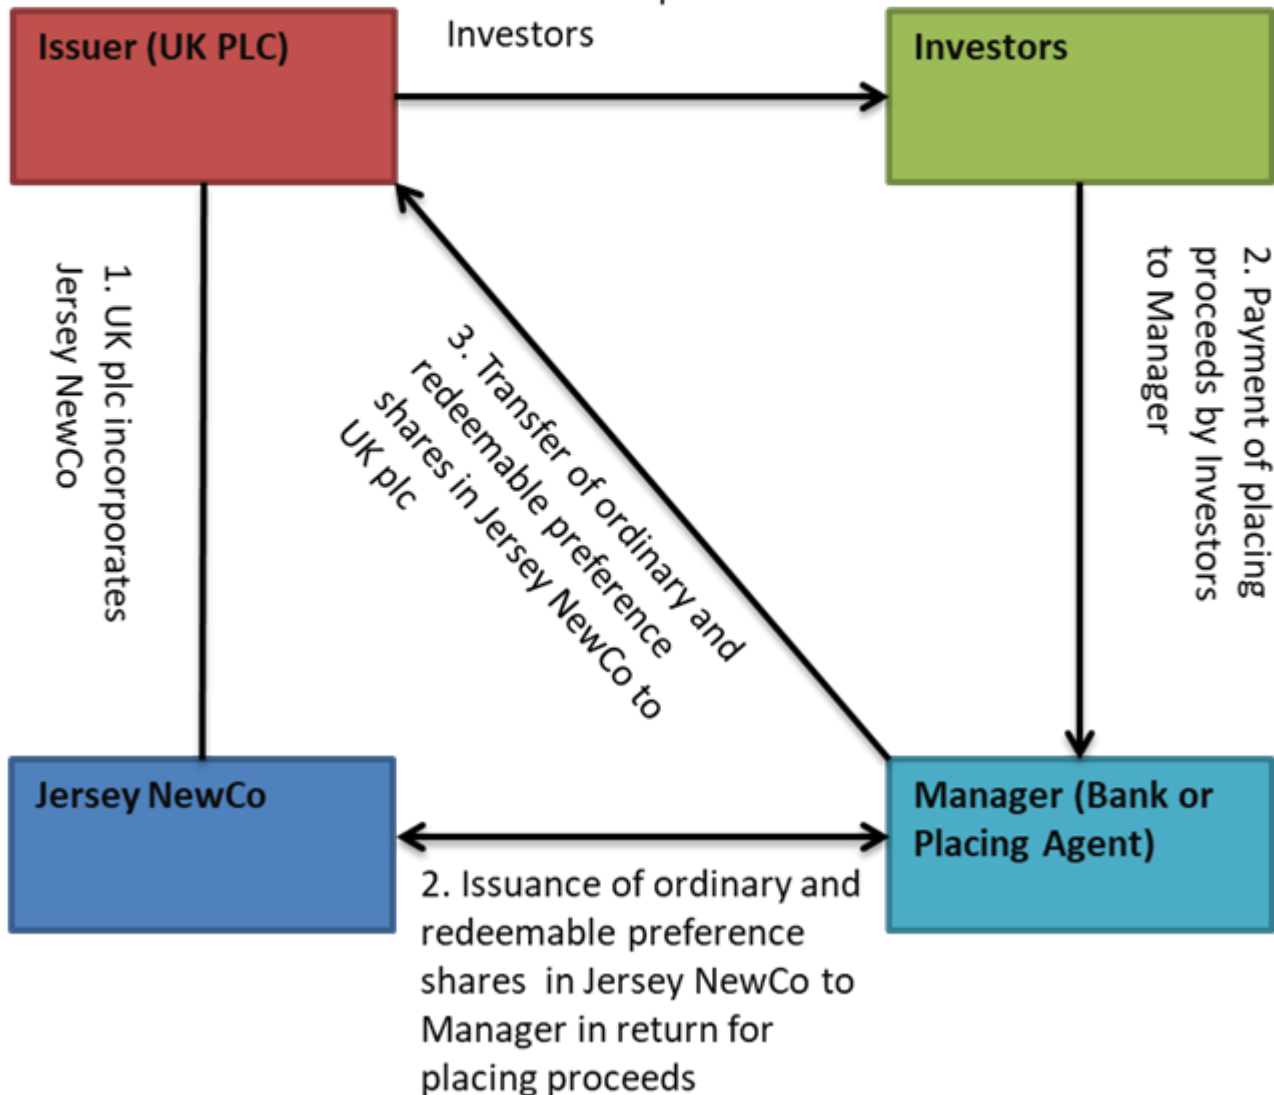 Investors
Issuer (UK PLC)
Investors
1. UK plc incorporates
Jersey NewCo
3. Transfer of ordinary and
redeemable preference
shares in Jersey NewCo to
UK plc
2. Payment of placing
proceeds by Investors
to Manager
Jersey NewCo
Manager (Bank or
Placing Agent)
2. Issuance of ordinary and
redeemable preference
shares in Jersey NewCo to
Manager in return for
placing proceeds